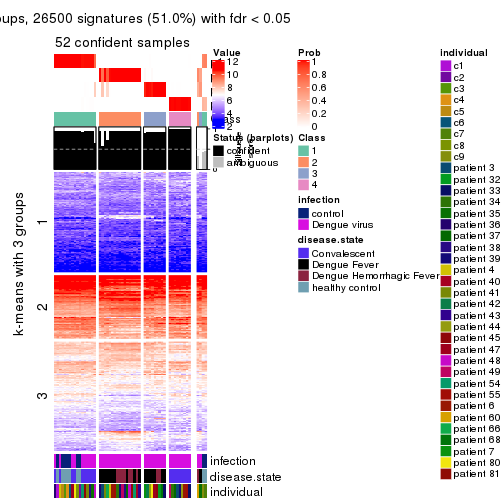 oups, 26500 signatures (51.0%) with fdr < 0.05
52 confident samples
k-means with 3 groups
1
2
3
infection
disease.state
individual
Value
12
10
8
6
4
2
Class
Status (barplots)
confident
ambiguous
Prob
1
0.8
0.6
0.4
0.2
0
Class
1
2
3
4
infection
control
Dengue virus
disease.state
Convalescent
Dengue Fever
Dengue Hemorrhagic Fever
healthy control
individual
c1
c2
c3
c4
c5
c6
c7
c8
c9
patient 3
patient 32
patient 33
patient 34
patient 35
patient 36
patient 37
patient 38
patient 39
patient 4
patient 40
patient 41
patient 42
patient 43
patient 44
patient 45
patient 47
patient 48
patient 49
patient 54
patient 55
patient 6
patient 60
patient 66
patient 68
patient 7
patient 80
patient 81